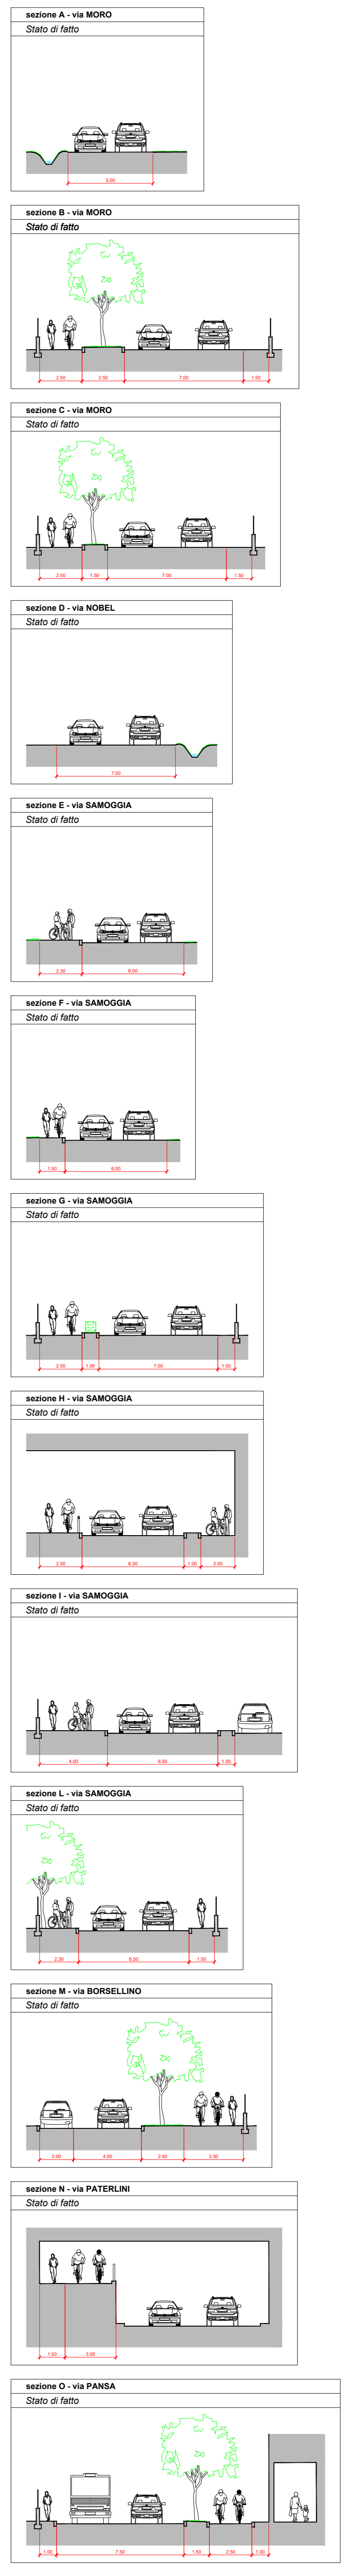 sezione A - via MORO
Stato di fatto
5.00
sezione B - via MORO
Stato di fatto
2.50 2.50 7.00 1.50
sezione C - via MORO
Stato di fatto
2.50 1.50 7.00 1.50
sezione D - via NOBEL
Stato di fatto
7.00
sezione E - via SAMOGGIA
Stato di fatto
2.30 6.00
sezione F - via SAMOGGIA
Stato di fatto
1.50 6.00
sezione G - via SAMOGGIA
Stato di fatto
2.50 1.00 7.00 1.00
sezione H - via SAMOGGIA
Stato di fatto
2.50 6.50 1.00 2.00
sezione I - via SAMOGGIA
Stato di fatto
4.00 6.50 1.00
sezione L - via SAMOGGIA
Stato di fatto
2.30 6.50 1.50
sezione M - via BORSELLINO
Stato di fatto
2.00 4.00 2.50 3.50
sezione N - via PATERLINI
Stato di fatto
1.50 3.00
sezione O - via PANSA
Stato di fatto
1.00 7.50 1.50 2.50 1.00